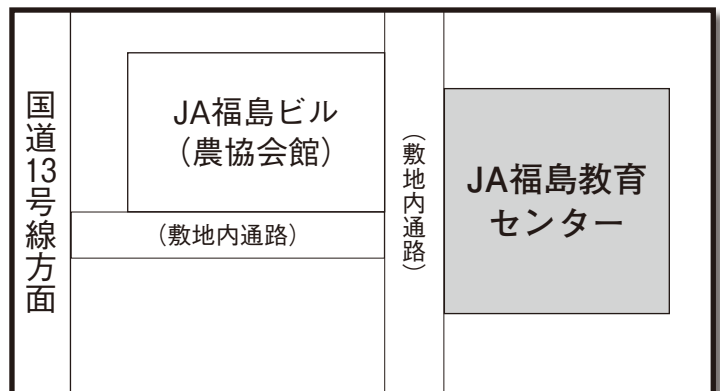 国道13号線方面
JA福島ビル
（農協会館）
（敷地内通路）
（敷地内通路）
JA福島教育
センター